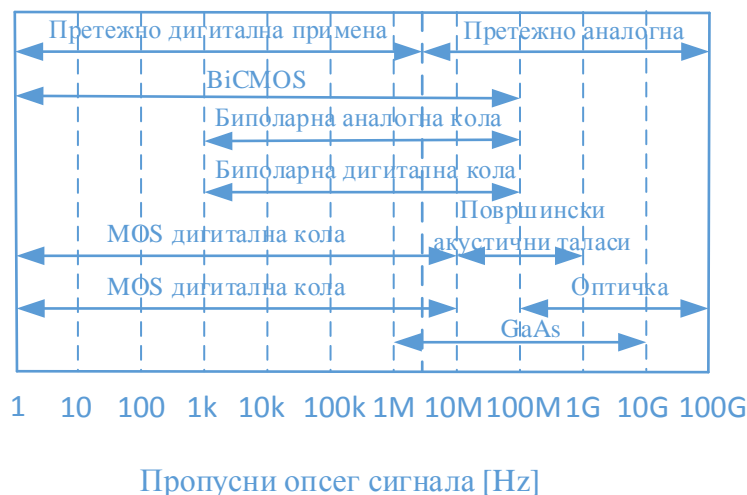 Претежно дигитална примена
Претежно аналогна
BiCMOS
Биполарна аналогна кола
Биполарна дигитална кола
Површински
акустични таласи
MOS дигитална кола
MOS дигитална кола
Оптичка
GaAs
1 10 100 1k 10k 100k 1M 10M 100M 1G 10G 100G
Пропусни опсег сигнала [Hz]